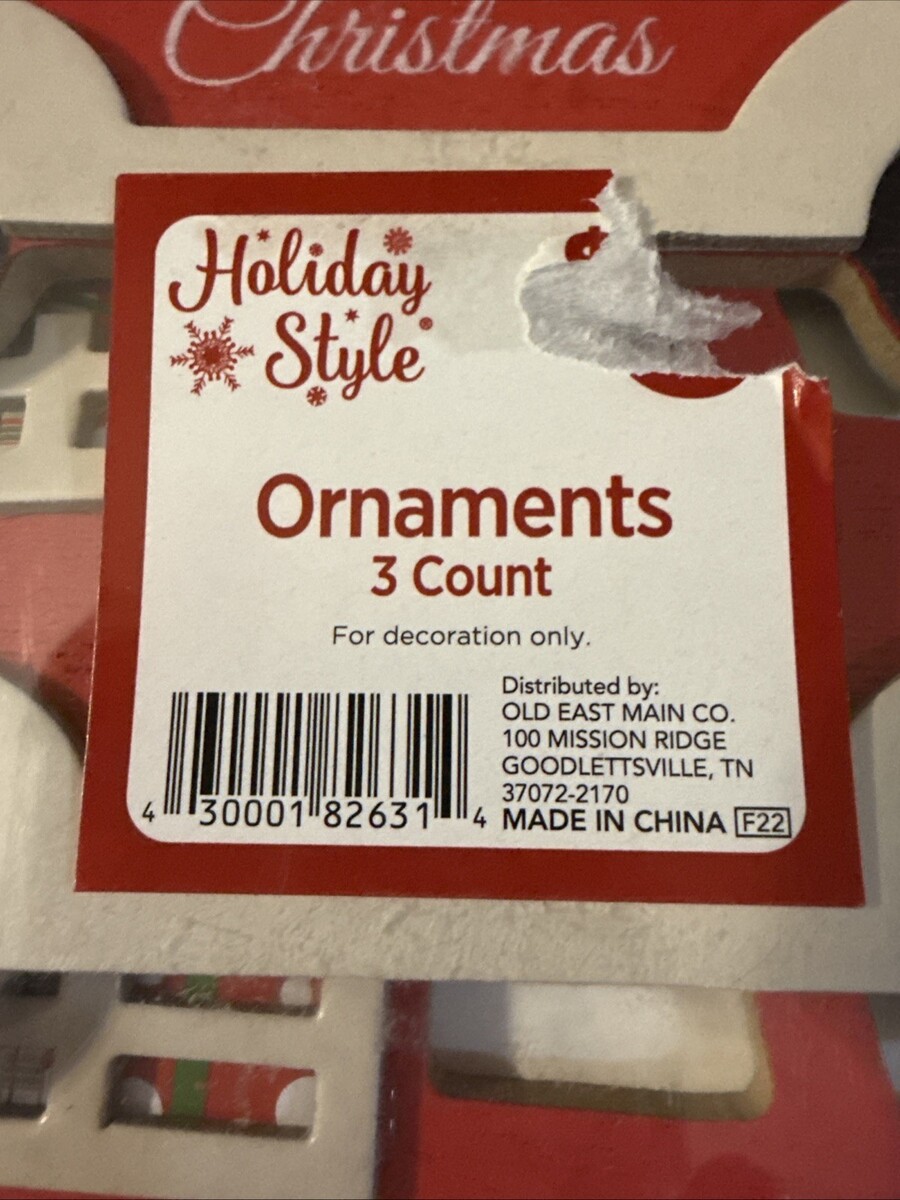 Christmas
Holiday
Style®
Ornaments
3 Count
For decoration only.
Distributed by:
OLD EAST MAIN CO.
100 MISSION RIDGE
GOODLETTSVILLE, TN
37072-2170
MADE IN CHINA F22
4 30001 82631 4